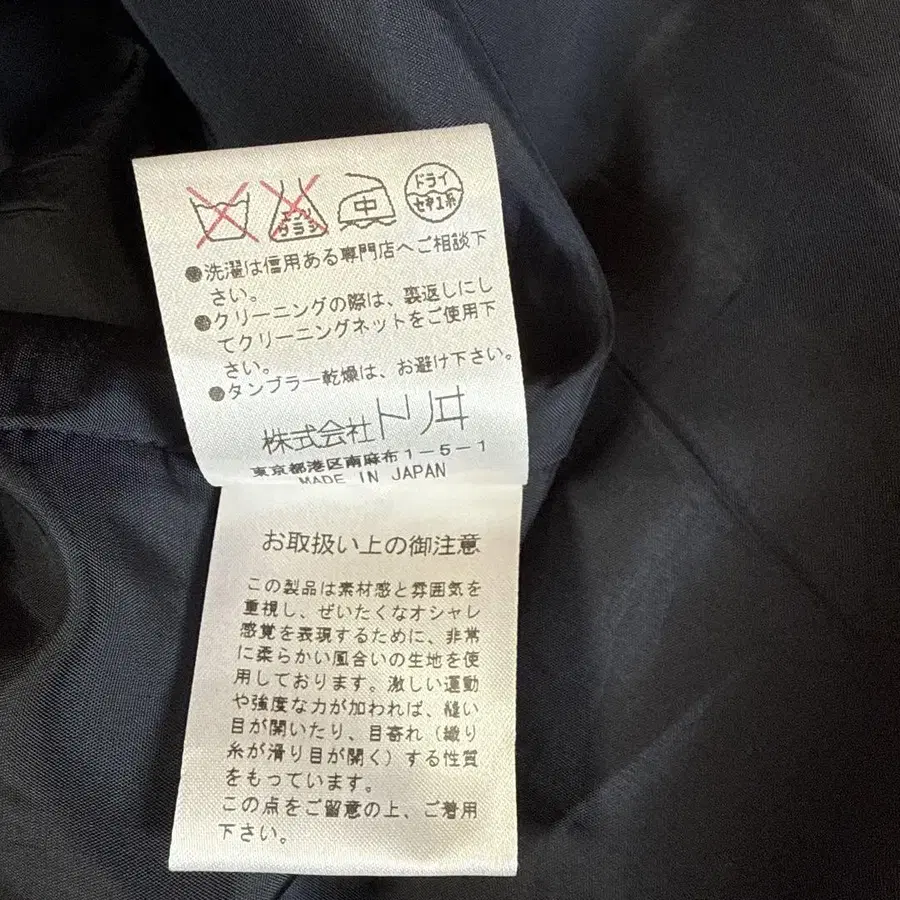 エンソ
サラシ
中
ドライ
セキユ系
●洗濯は信用ある専門店へご相談下
さい。
●クリーニングの際は、裏返しにし
てクリーニングネットをご使用下
さい。
●タンブラー乾燥は、お避け下さい。
株式会社トリヰ
東京都港区南麻布1-5-1
MADE IN JAPAN
お取扱い上の御注意
この製品は素材感と雰囲気を
重視し、ぜいたくなオシャレ
感覚を表現するために、非常
に柔らかい風合いの生地を使
用しております。激しい運動
や強度な力が加われば、縫い
目が開いたり、目寄れ（織り
糸が滑り目が開く）する性質
をもっています。
この点をご留意の上、ご着用
下さい。